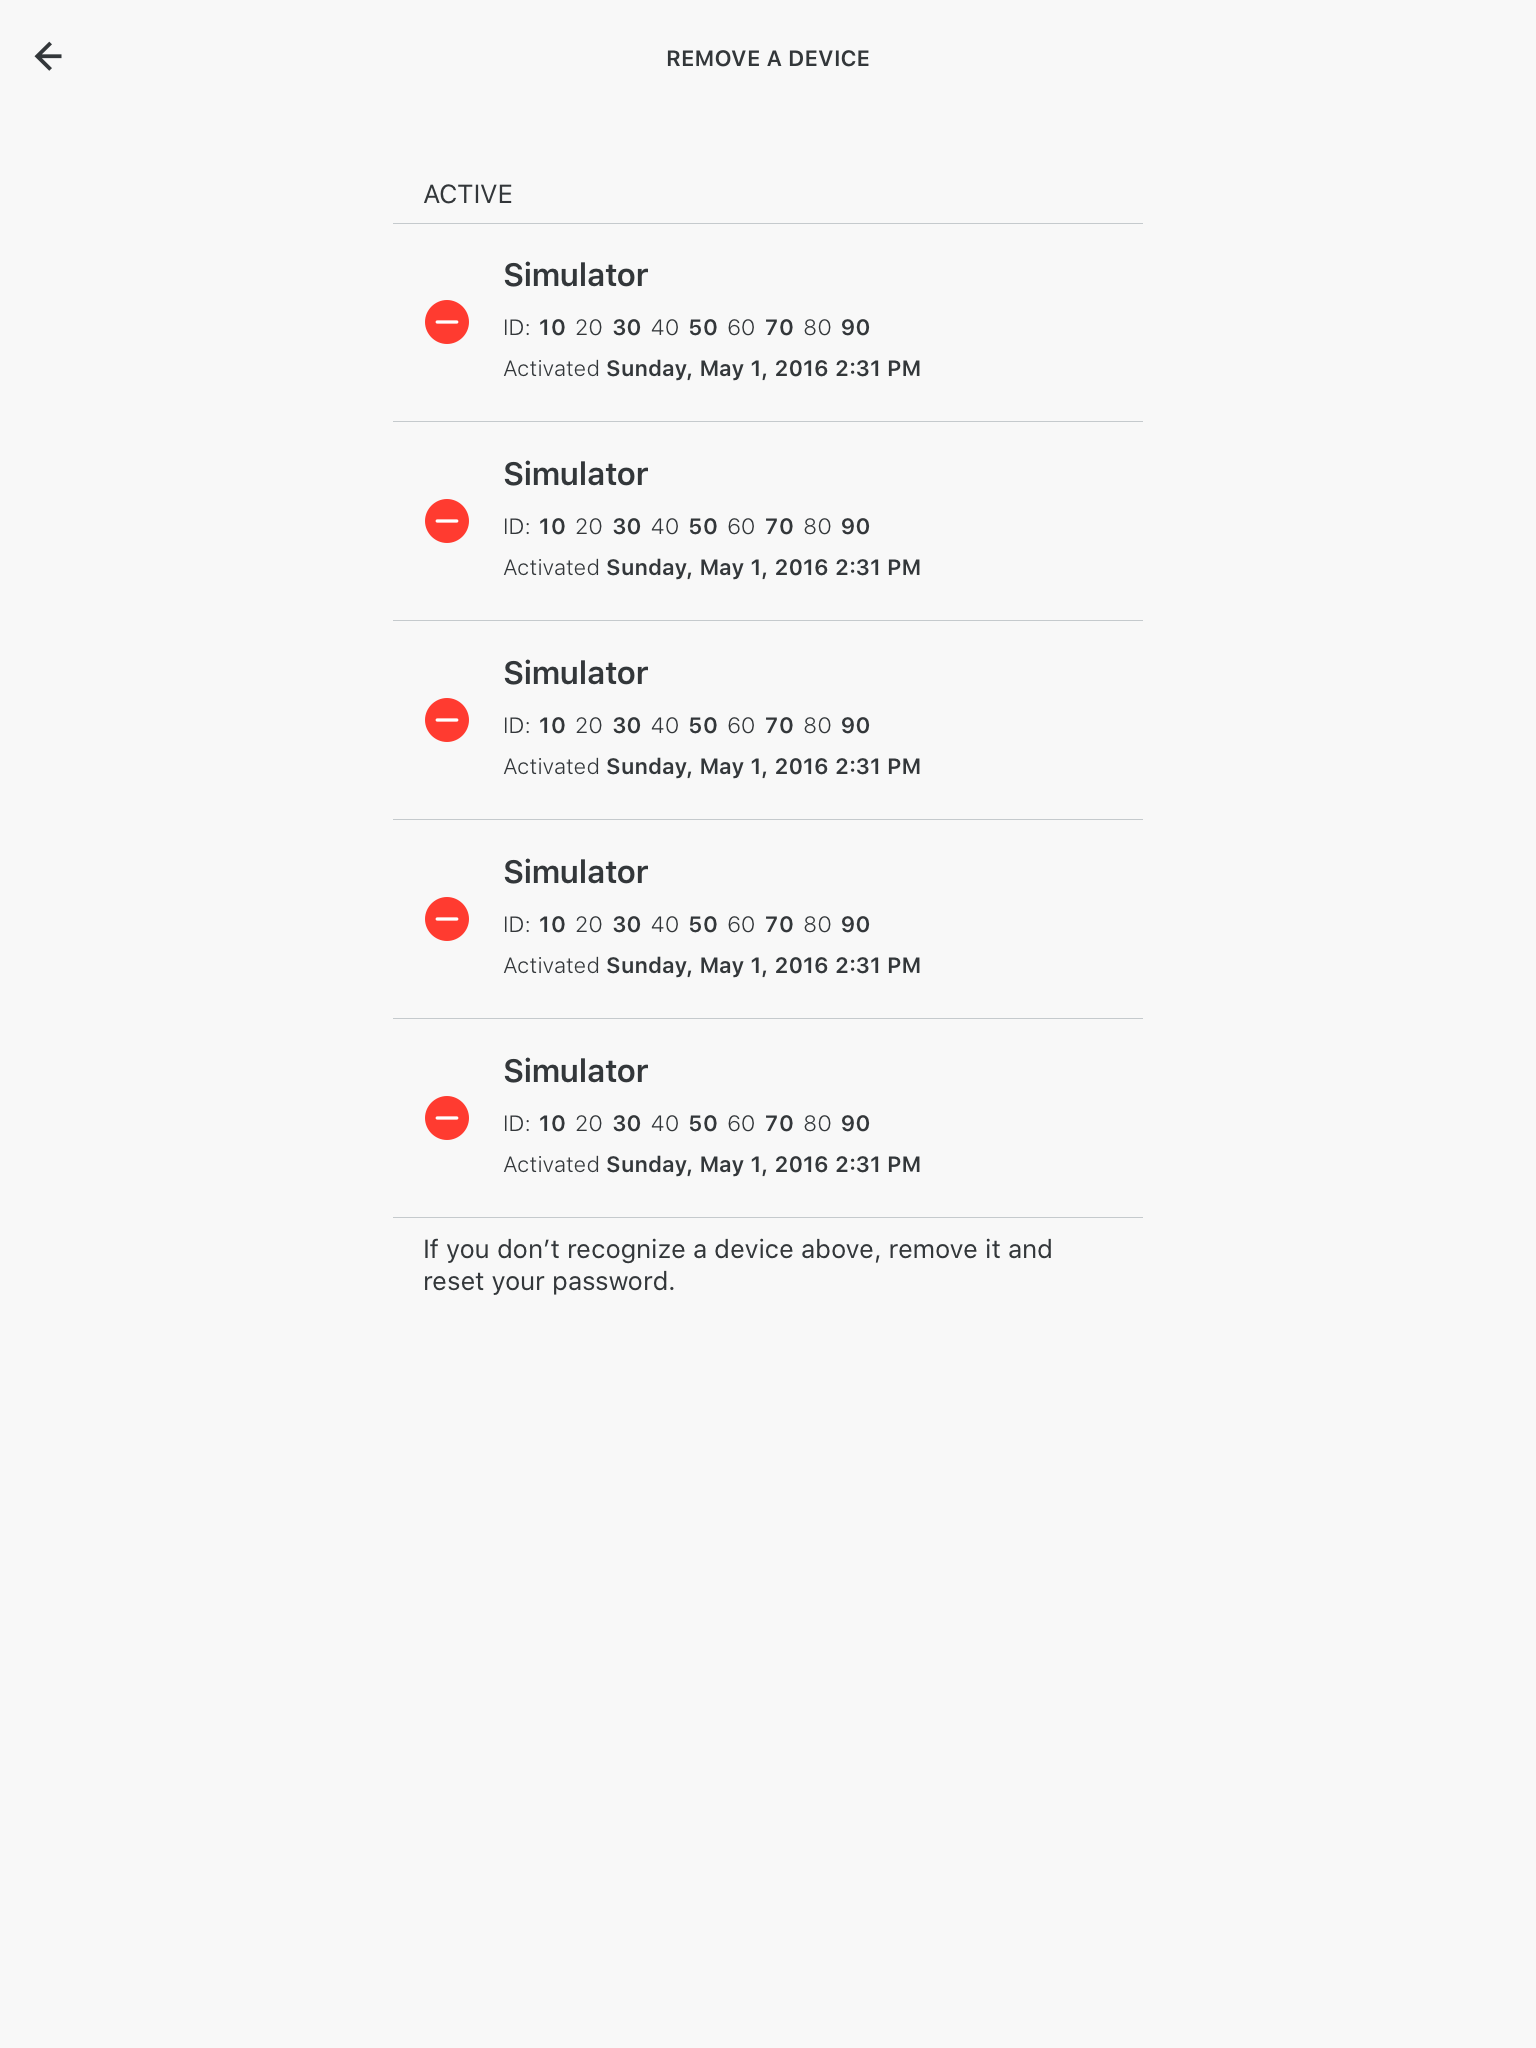 REMOVE A DEVICE
ACTIVE
Simulator
ID: 10 20 30 40 50 60 70 80 90
Activated Sunday, May 1, 2016 2:31 PM
Simulator
ID: 10 20 30 40 50 60 70 80 90
Activated Sunday, May 1, 2016 2:31 PM
Simulator
ID: 10 20 30 40 50 60 70 80 90
Activated Sunday, May 1, 2016 2:31 PM
Simulator
ID: 10 20 30 40 50 60 70 80 90
Activated Sunday, May 1, 2016 2:31 PM
Simulator
ID: 10 20 30 40 50 60 70 80 90
Activated Sunday, May 1, 2016 2:31 PM
If you don’t recognize a device above, remove it and
reset your password.